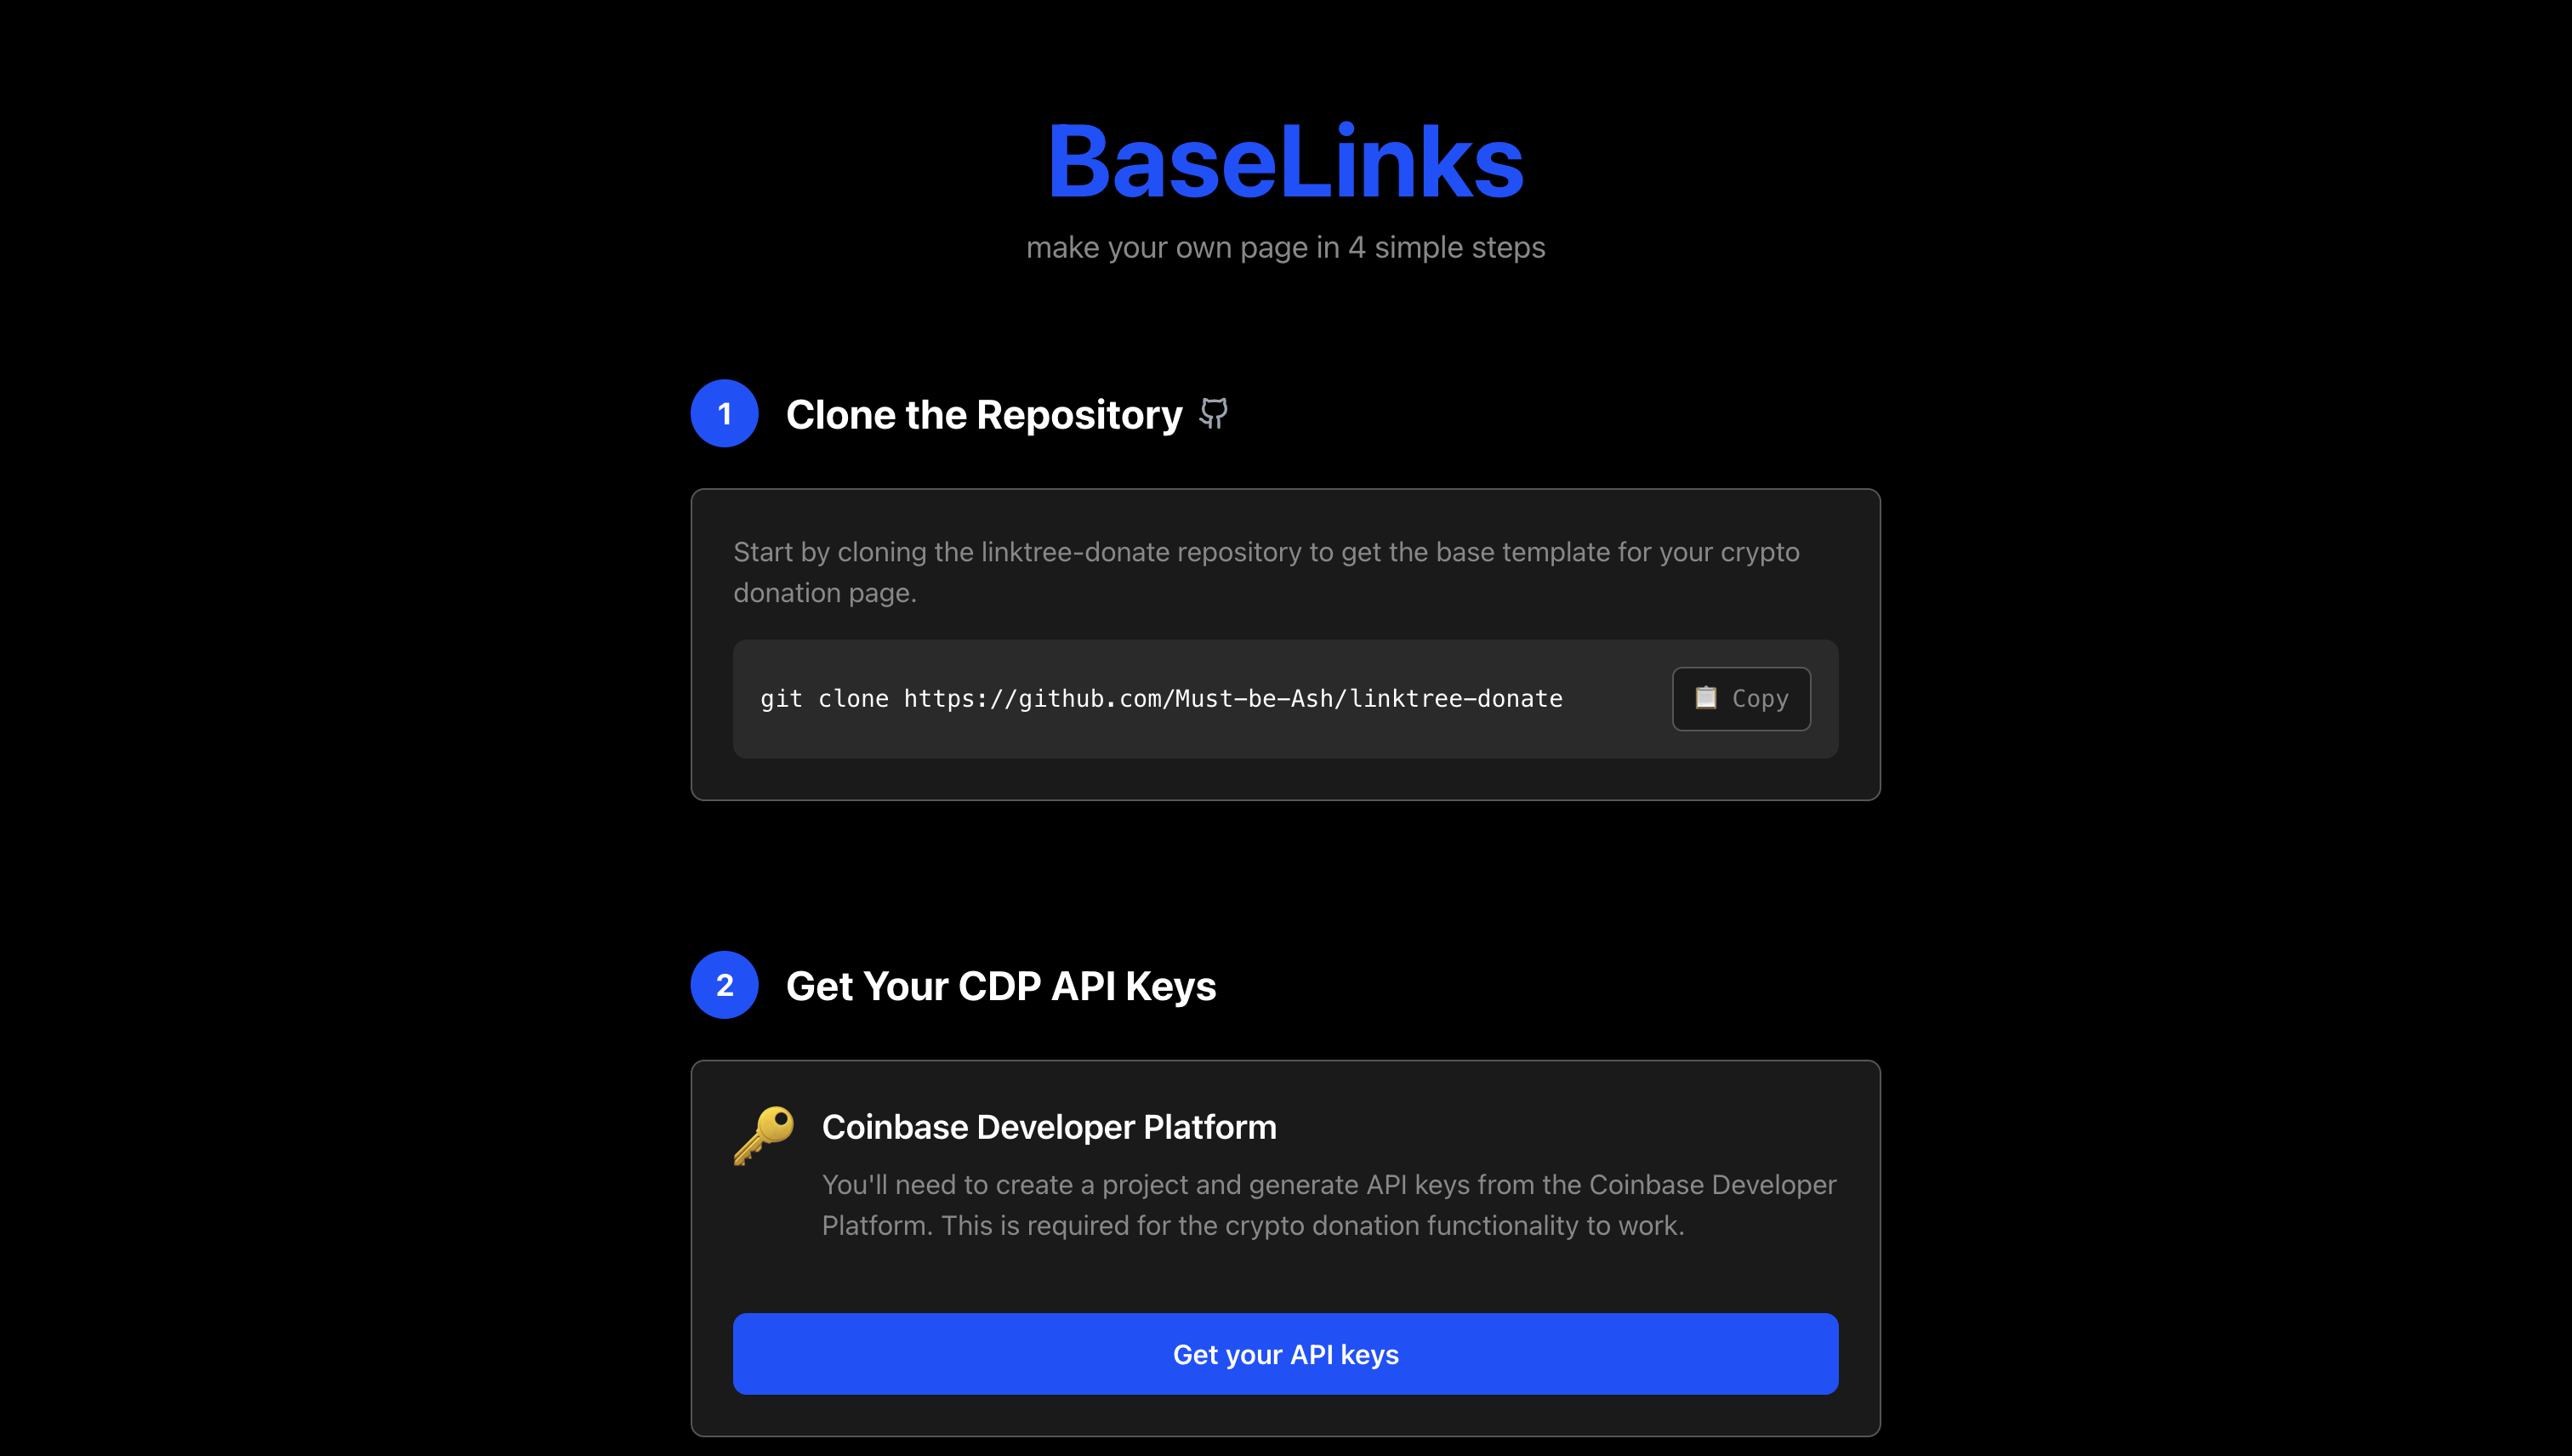 BaseLinks
make your own page in 4 simple steps
1
Clone the Repository
Start by cloning the linktree-donate repository to get the base template for your crypto
donation page.
git clone https://github.com/Must-be-Ash/linktree-donate
Copy
2
Get Your CDP API Keys
Coinbase Developer Platform
You'll need to create a project and generate API keys from the Coinbase Developer
Platform. This is required for the crypto donation functionality to work.
Get your API keys